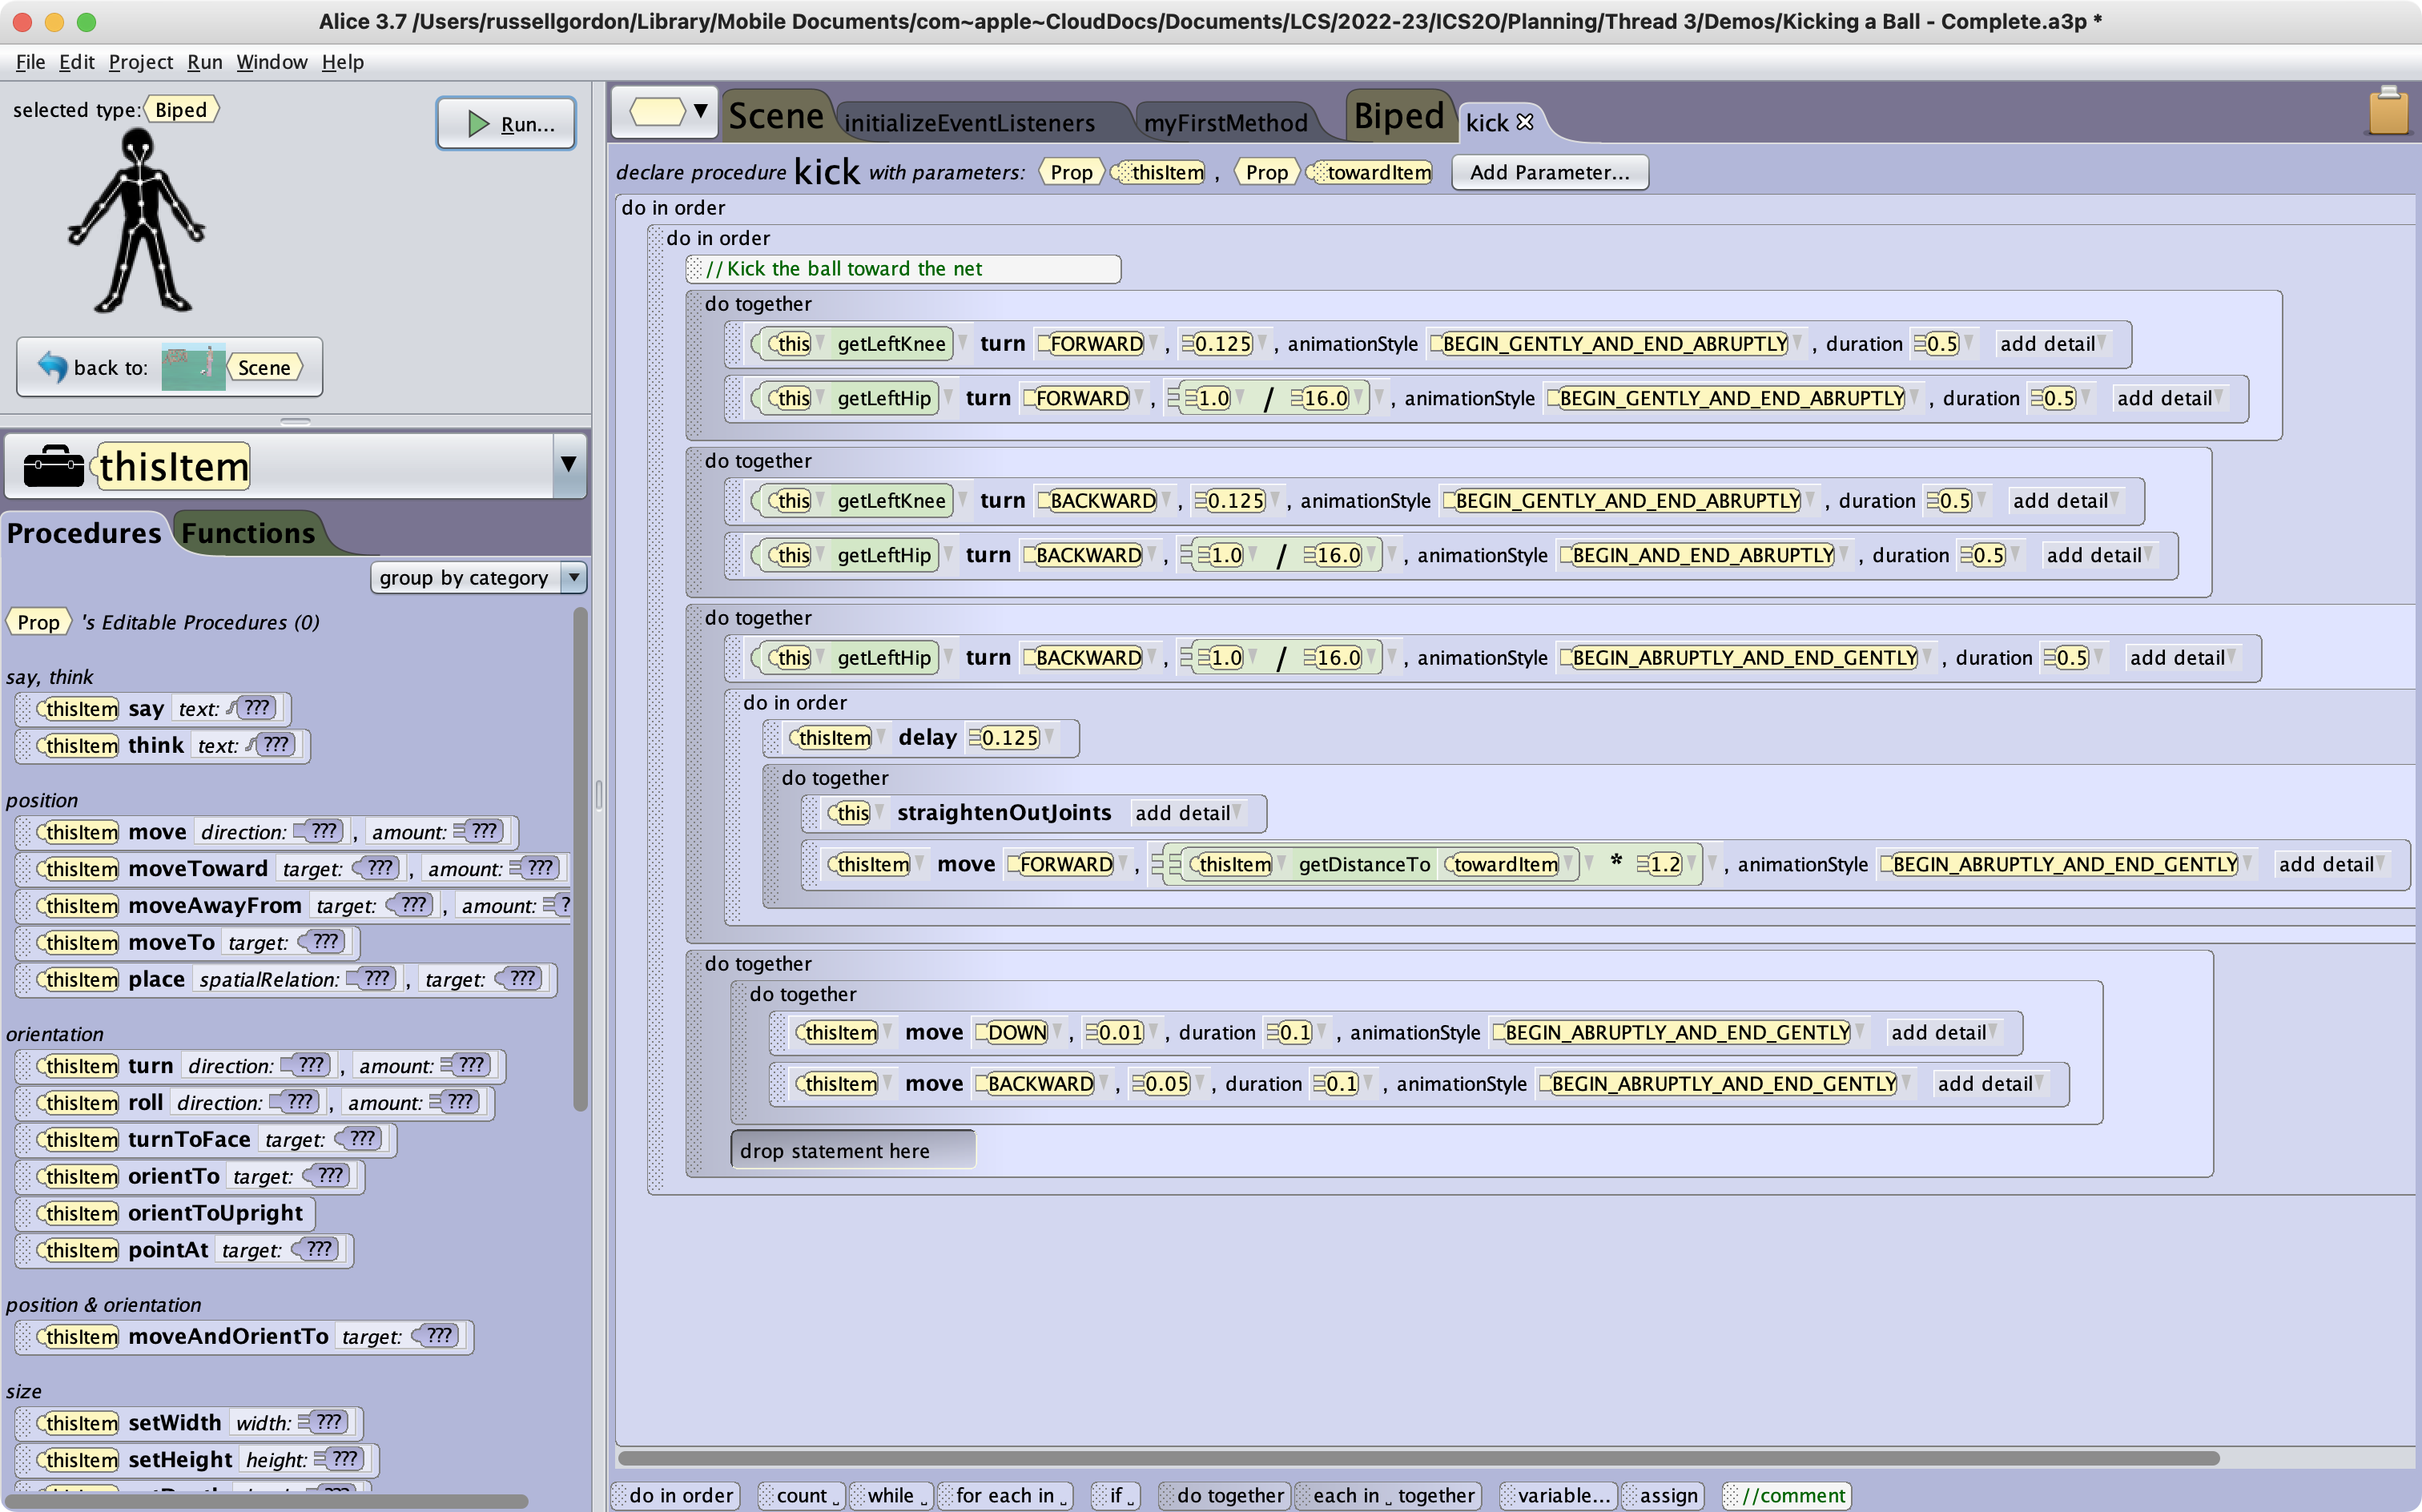 Alice 3.7 /Users/russellgordon/Library/Mobile Documents/com~apple~CloudDocs/Documents/LCS/2022-23/ICS2O/Planning/Thread 3/Demos/Kicking a Ball - Complete.a3p *
File Edit Project Run Window Help
selected type: Biped
Run...
back to: Scene
thisItem
Procedures Functions
group by category
Prop 's Editable Procedures (0)
say, think
thisItem say text: ???
thisItem think text: ???
position
thisItem move direction: ??? , amount: ???
thisItem moveToward target: ??? , amount: ???
thisItem moveAwayFrom target: ??? , amount: ?
thisItem moveTo target: ???
thisItem place spatialRelation: ??? , target: ???
orientation
thisItem turn direction: ??? , amount: ???
thisItem roll direction: ??? , amount: ???
thisItem turnToFace target: ???
thisItem orientTo target: ???
thisItem orientToUpright
thisItem pointAt target: ???
position & orientation
thisItem moveAndOrientTo target: ???
size
thisItem setWidth width: ???
thisItem setHeight height: ???
Scene initializeEventListeners myFirstMethod Biped kick
declare procedure kick with parameters: Prop thisItem , Prop towardItem Add Parameter...
do in order
do in order
// Kick the ball toward the net
do together
this getLeftKnee turn FORWARD , 0.125 , animationStyle BEGIN_GENTLY_AND_END_ABRUPTLY , duration 0.5 add detail
this getLeftHip turn FORWARD , 1.0 / 16.0 , animationStyle BEGIN_GENTLY_AND_END_ABRUPTLY , duration 0.5 add detail
do together
this getLeftKnee turn BACKWARD , 0.125 , animationStyle BEGIN_GENTLY_AND_END_ABRUPTLY , duration 0.5 add detail
this getLeftHip turn BACKWARD , 1.0 / 16.0 , animationStyle BEGIN_AND_END_ABRUPTLY , duration 0.5 add detail
do together
this getLeftHip turn BACKWARD , 1.0 / 16.0 , animationStyle BEGIN_ABRUPTLY_AND_END_GENTLY , duration 0.5 add detail
do in order
thisItem delay 0.125
do together
this straightenOutJoints add detail
thisItem move FORWARD , thisItem getDistanceTo towardItem * 1.2 , animationStyle BEGIN_ABRUPTLY_AND_END_GENTLY add detail
do together
do together
thisItem move DOWN , 0.01 , duration 0.1 , animationStyle BEGIN_ABRUPTLY_AND_END_GENTLY add detail
thisItem move BACKWARD , 0.05 , duration 0.1 , animationStyle BEGIN_ABRUPTLY_AND_END_GENTLY add detail
drop statement here
do in order count while for each in if do together each in together variable... assign //comment